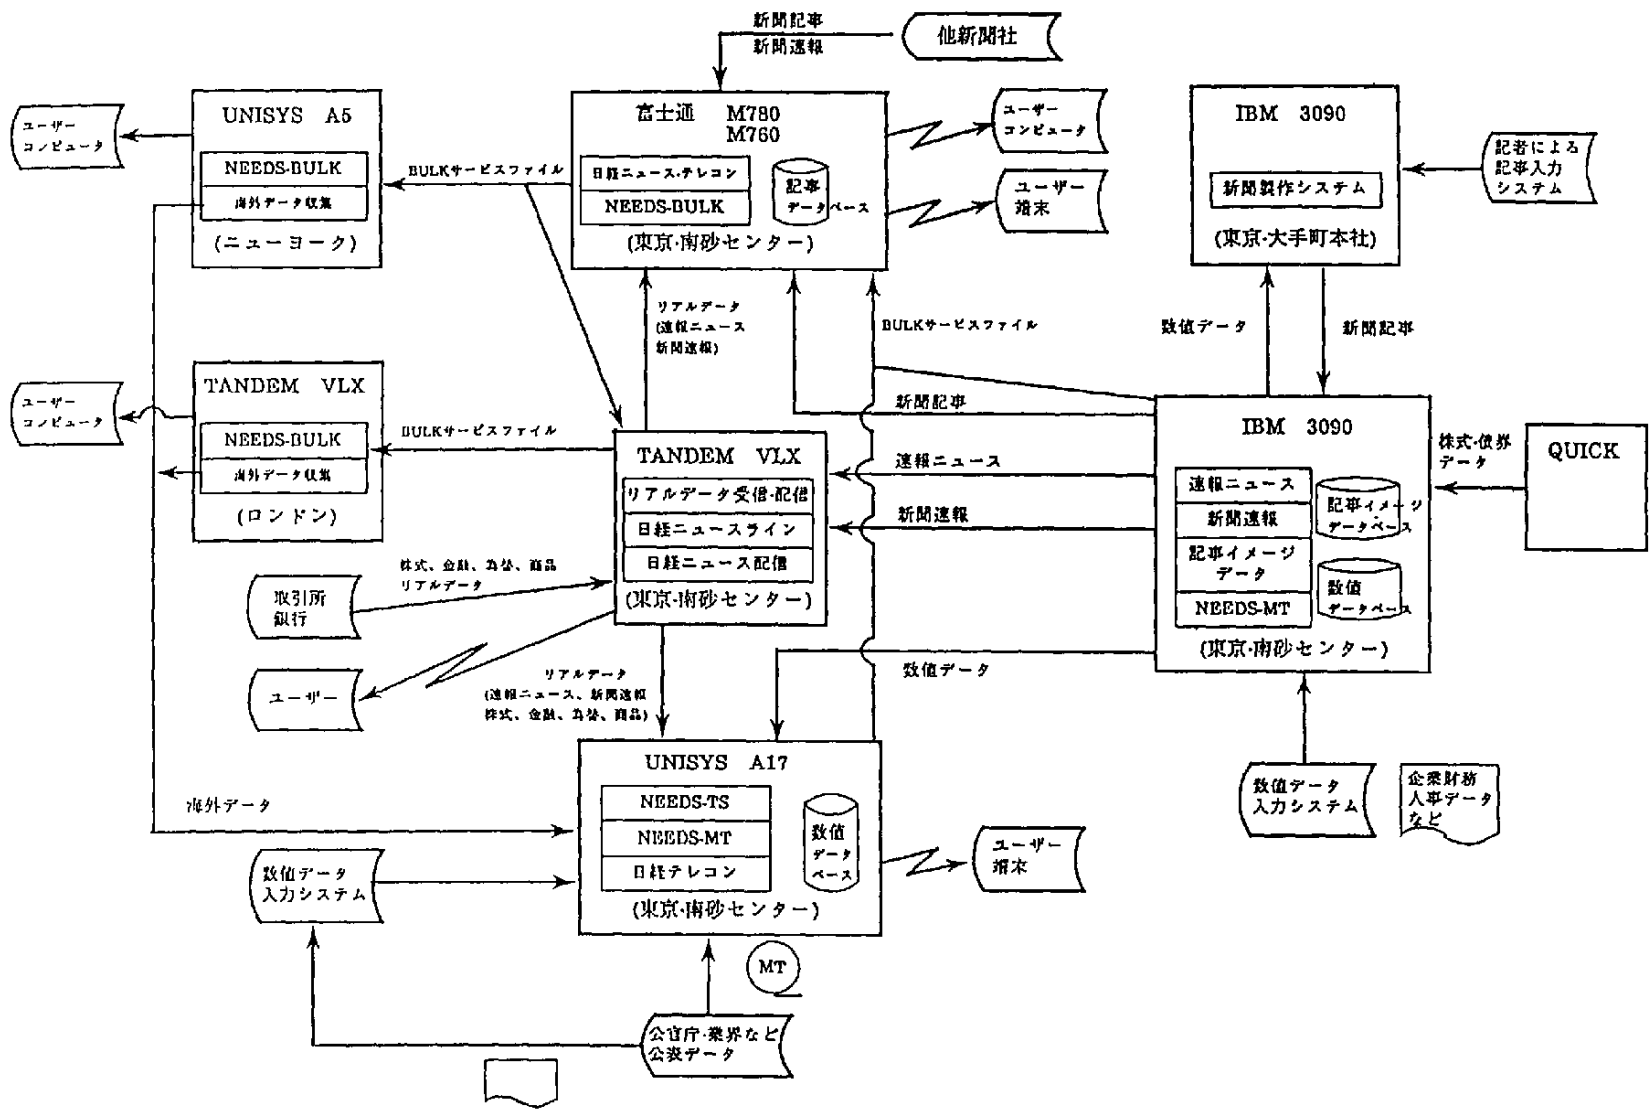 新聞記事
新聞速報
他新聞社
UNISYS A5
NEEDS-BULK
海外データ収集
(ニューヨーク)
ユーザー
コンピュータ
BULKサービスファイル
富士通 M780
M760
日経ニュース・テレコン
NEEDS-BULK
記事
データベース
(東京・南砂センター)
ユーザー
コンピュータ
ユーザー
端末
IBM 3090
新聞製作システム
(東京・大手町本社)
記者による
記事入力
システム
リアルデータ
(速報ニュース
新聞速報)
BULKサービスファイル
数値データ
新聞記事
TANDEM VLX
NEEDS-BULK
海外データ収集
(ロンドン)
ユーザー
コンピュータ
BULKサービスファイル
新聞記事
TANDEM VLX
リアルデータ受信・配信
日経ニュースライン
日経ニュース配信
(東京・南砂センター)
速報ニュース
新聞速報
IBM 3090
速報ニュース
新聞速報
記事イメージ
データ
NEEDS-MT
記事イメージ
データベース
数値
データベース
(東京・南砂センター)
株式・債券
データ
QUICK
株式、金融、為替、商品
リアルデータ
取引所
銀行
ユーザー
リアルデータ
(速報ニュース、新聞速報
株式、金融、為替、商品)
数値データ
UNISYS A17
NEEDS-TS
NEEDS-MT
日経テレコン
数値
データ
ベース
(東京・南砂センター)
海外データ
数値データ
入力システム
ユーザー
端末
数値データ
入力システム
企業財務
人事データ
など
MT
公官庁・業界など
公表データ